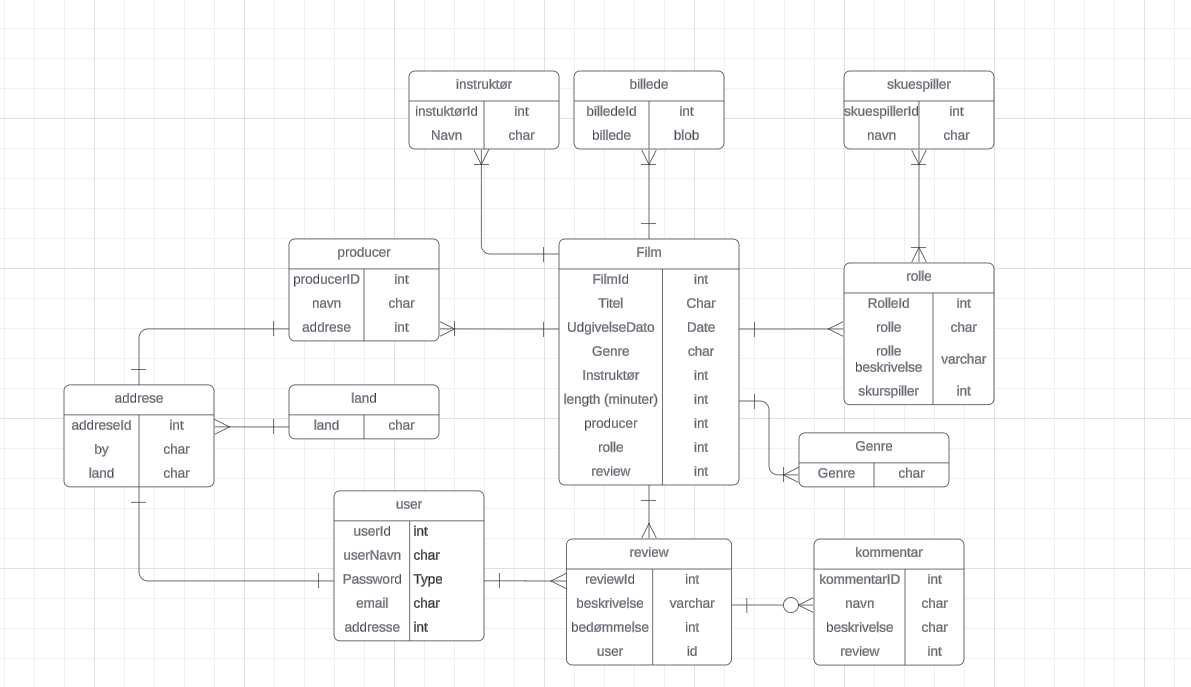 instruktør
instuktørId int
Navn char
billede
billedeId int
billede blob
skuespiller
skuespillerId int
navn char
producer
producerID int
navn char
addrese int
Film
FilmId int
Titel Char
UdgivelseDato Date
Genre char
Instruktør int
length (minuter) int
producer int
rolle int
review int
rolle
RolleId int
rolle char
rolle
beskrivelse varchar
skurspiller int
addrese
addreseId int
by char
land char
land
land char
Genre
Genre char
user
userId int
userNavn char
Password Type
email char
addresse int
review
reviewId int
beskrivelse varchar
bedømmelse int
user id
kommentar
kommentarID int
navn char
beskrivelse char
review int